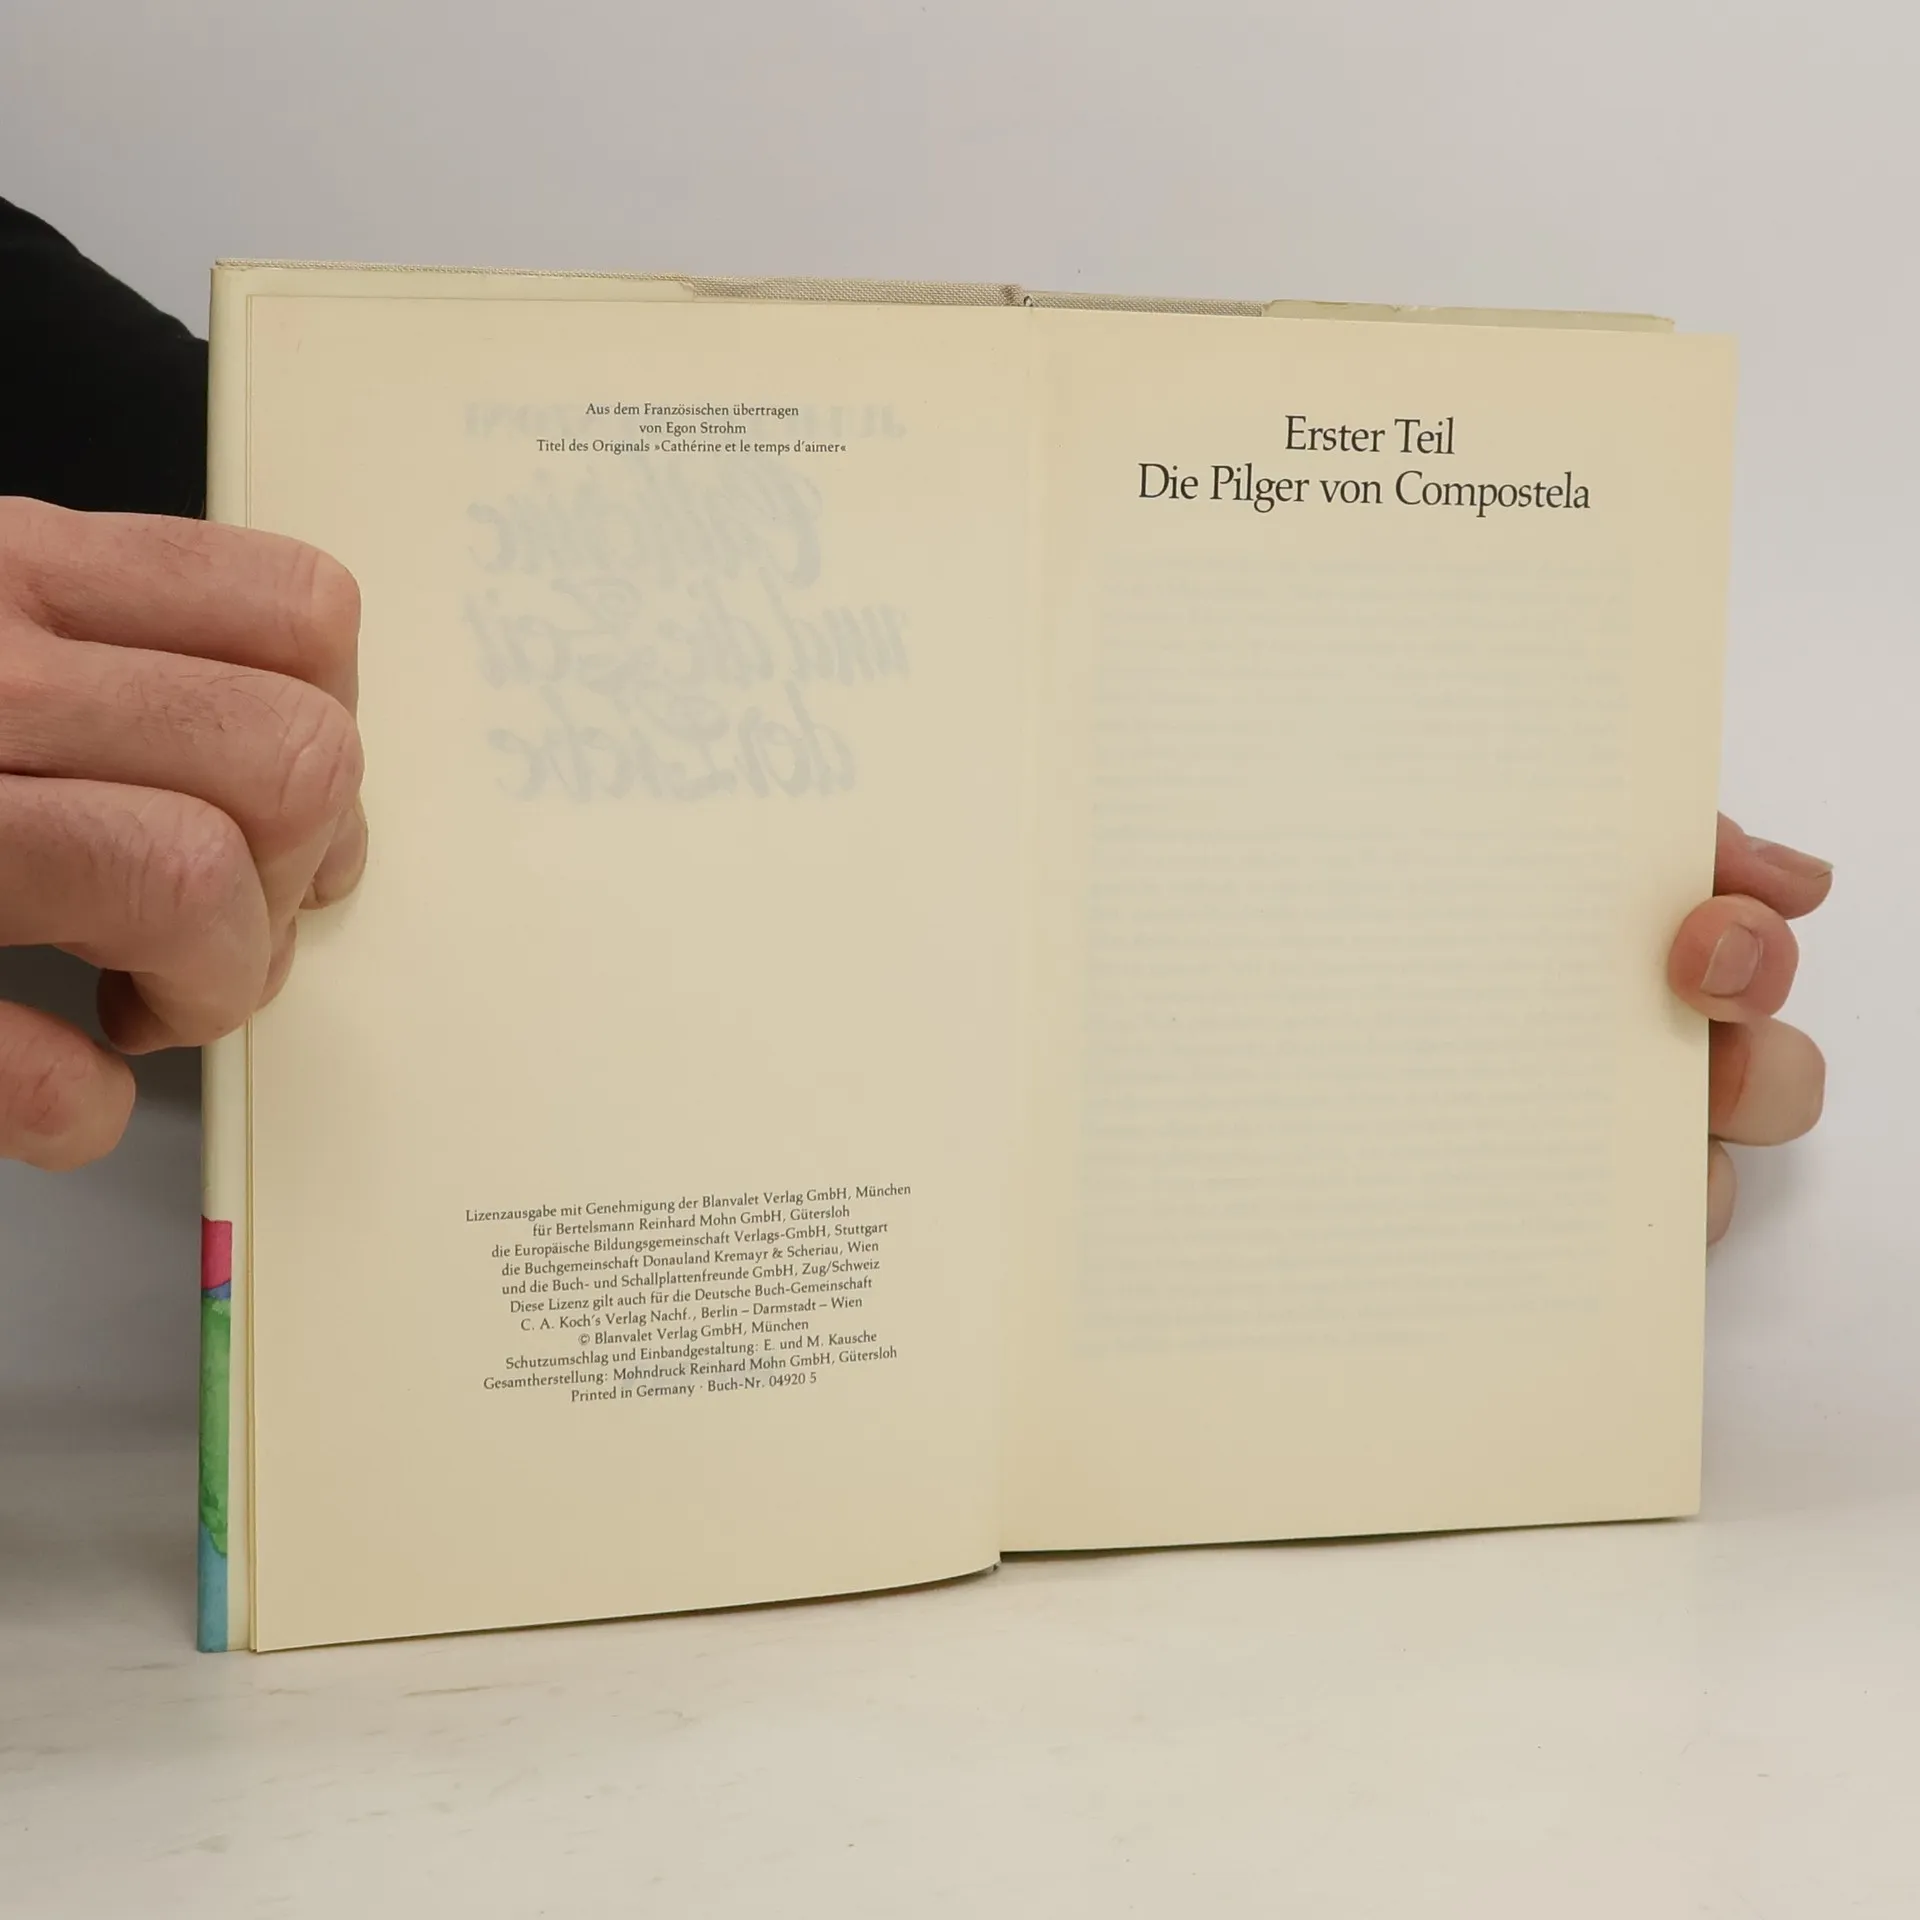 Aus dem Französischen übertragen
von Egon Strohm
Titel des Originals »Cathérine et le temps d'aimer«
Lizenzausgabe mit Genehmigung der Blanvalet Verlag GmbH, München
für Bertelsmann Reinhard Mohn GmbH, Gütersloh
die Europäische Bildungsgemeinschaft Verlags-GmbH, Stuttgart
die Buchgemeinschaft Donauland Kremayr & Scheriau, Wien
und die Buch- und Schallplattenfreunde GmbH, Zug/Schweiz
Diese Lizenz gilt auch für die Deutsche Buch-Gemeinschaft
C. A. Koch's Verlag Nachf., Berlin – Darmstadt – Wien
© Blanvalet Verlag GmbH, München
Schutzumschlag und Einbandgestaltung: E. und M. Kausche
Gesamtherstellung: Mohndruck Reinhard Mohn GmbH, Gütersloh
Printed in Germany · Buch-Nr. 04920 5
Erster Teil
Die Pilger von Compostela